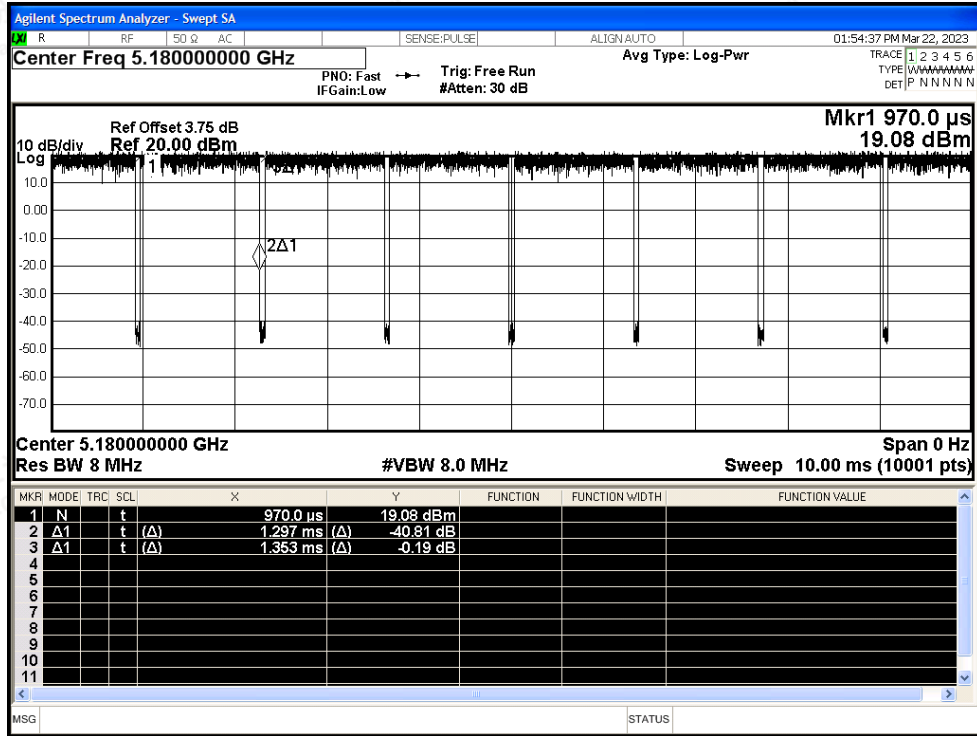 Agilent Spectrum Analyzer - Swept SA
LXI R RF 50 Ω AC SENSE:PULSE ALIGN AUTO 01:54:37 PM Mar 22, 2023
Center Freq 5.180000000 GHz
PNO: Fast
IFGain:Low
Trig: Free Run
#Atten: 30 dB
Avg Type: Log-Pwr
TRACE 1 2 3 4 5 6
TYPE W
DET P N N N N N
Mkr1 970.0 µs
19.08 dBm
Ref Offset 3.75 dB
10 dB/div Ref 20.00 dBm
Log
1
3Δ1
10.0
0.00
-10.0
2Δ1
-20.0
-30.0
-40.0
-50.0
-60.0
-70.0
Center 5.180000000 GHz Span 0 Hz
Res BW 8 MHz #VBW 8.0 MHz Sweep 10.00 ms (10001 pts)
MKR MODE TRC SCL X Y FUNCTION FUNCTION WIDTH FUNCTION VALUE
1 N t 970.0 µs 19.08 dBm
2 Δ1 t (Δ) 1.297 ms (Δ) -40.81 dB
3 Δ1 t (Δ) 1.353 ms (Δ) -0.19 dB
4
5
6
7
8
9
10
11
MSG STATUS